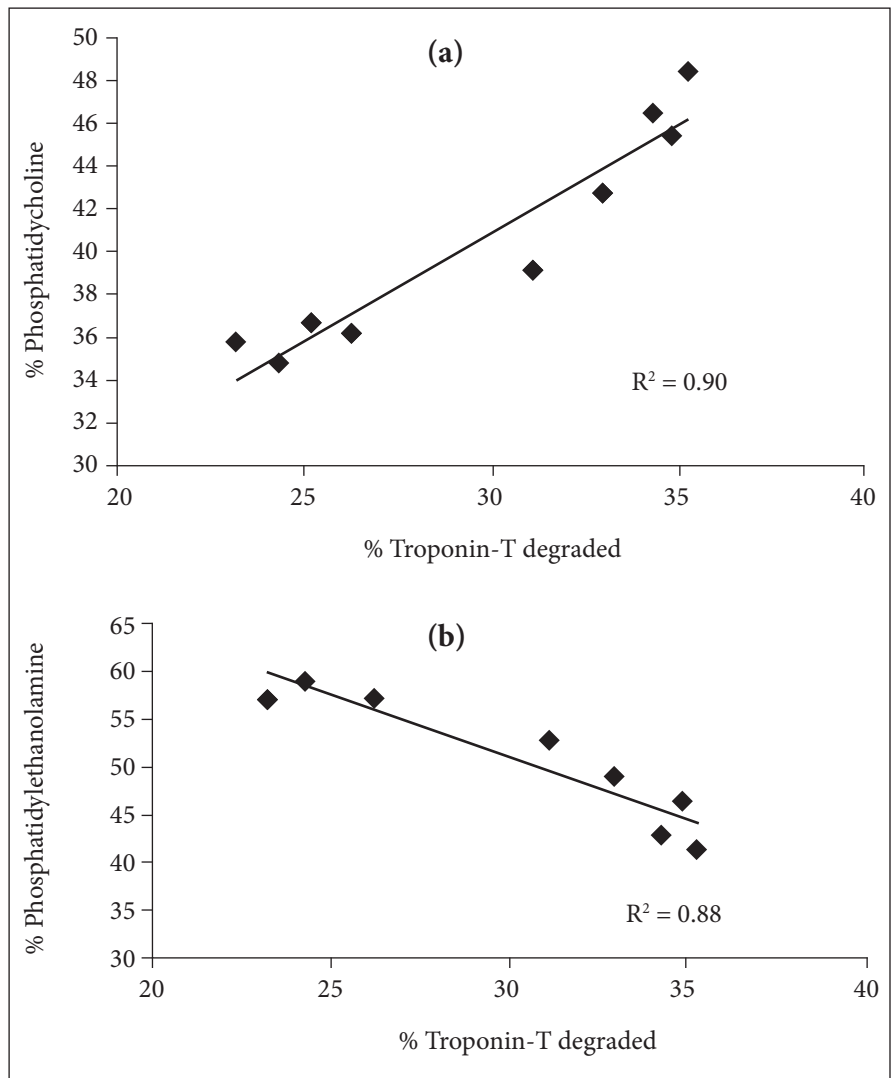 (a)
% Phosphatidycholine
50
48
46
44
42
40
38
36
34
32
30
R² = 0.90
20 25 30 35 40
% Troponin-T degraded
(b)
% Phosphatidylethanolamine
65
60
55
50
45
40
35
30
R² = 0.88
20 25 30 35 40
% Troponin-T degraded